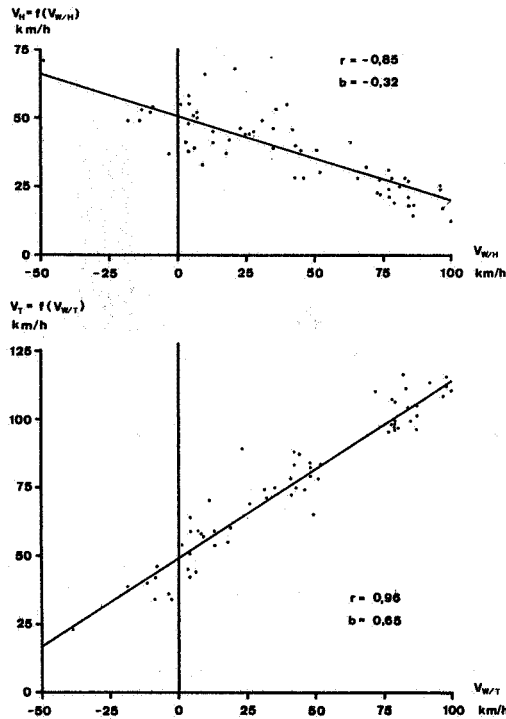 V_H = f(V_W/H)
km/h
75
50
25
0
r = -0,85
b = -0,32
-50 -25 0 25 50 75 100
V_W/H
km/h
V_T = f(V_W/T)
km/h
125
100
75
50
25
0
r = 0,96
b = 0,65
-50 -25 0 25 50 75 100
V_W/T
km/h